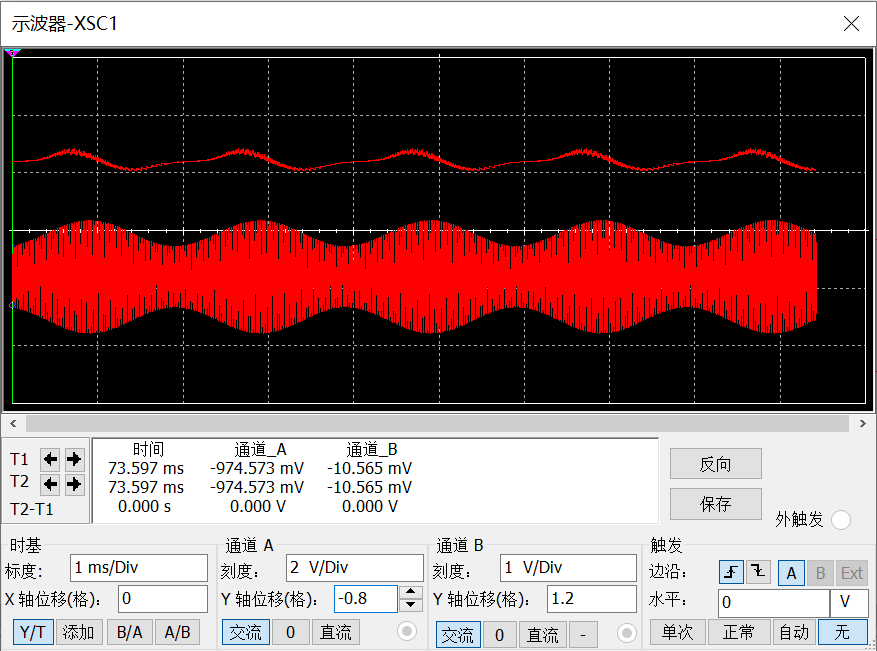 示波器-XSC1
时间 通道_A 通道_B
T1 73.597 ms -974.573 mV -10.565 mV
T2 73.597 ms -974.573 mV -10.565 mV
T2-T1 0.000 s 0.000 V 0.000 V
反向
保存
外触发
时基
标度: 1 ms/Div
X 轴位移(格): 0
Y/T 添加 B/A A/B
通道 A
刻度: 2 V/Div
Y 轴位移(格): -0.8
交流 0 直流
通道 B
刻度: 1 V/Div
Y 轴位移(格): 1.2
交流 0 直流 -
触发
边沿: A B Ext
水平: 0 V
单次 正常 自动 无